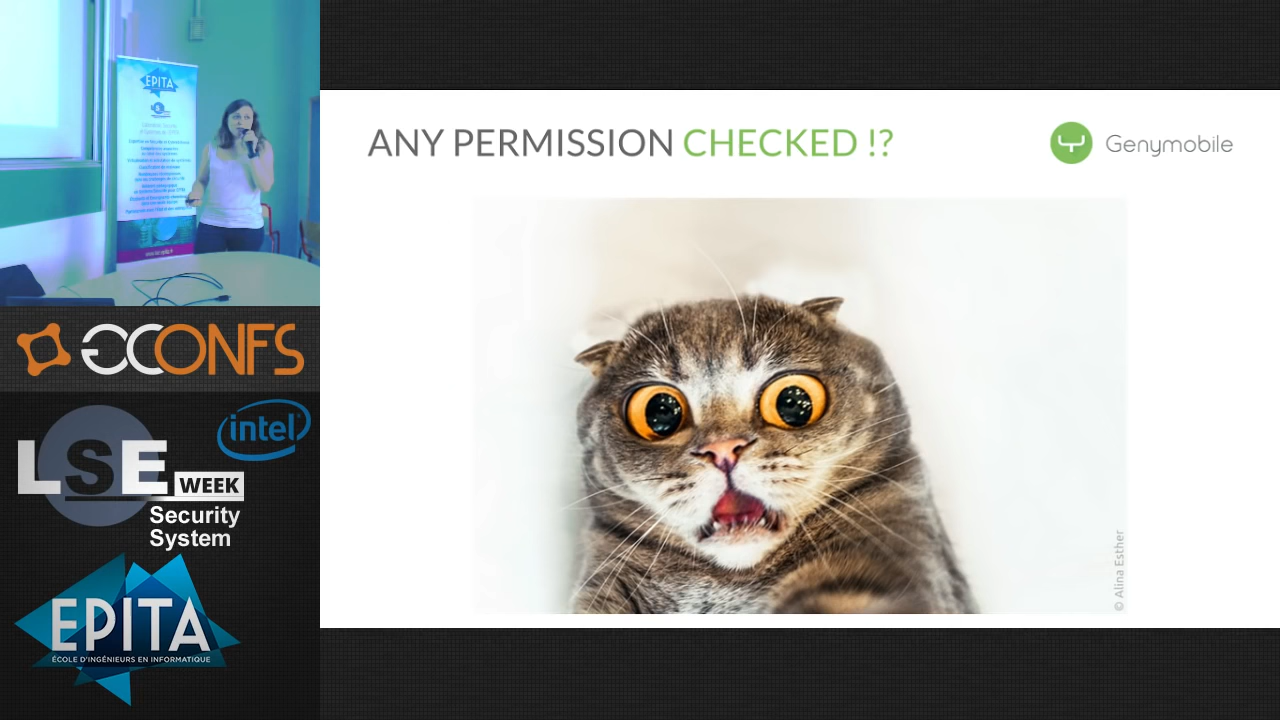 EPITA
GCONFS
intel
LSE
WEEK
Security
System
EPITA
ÉCOLE D'INGÉNIEURS EN INFORMATIQUE
ANY PERMISSION CHECKED !?
Genymobile
© Alina Esther